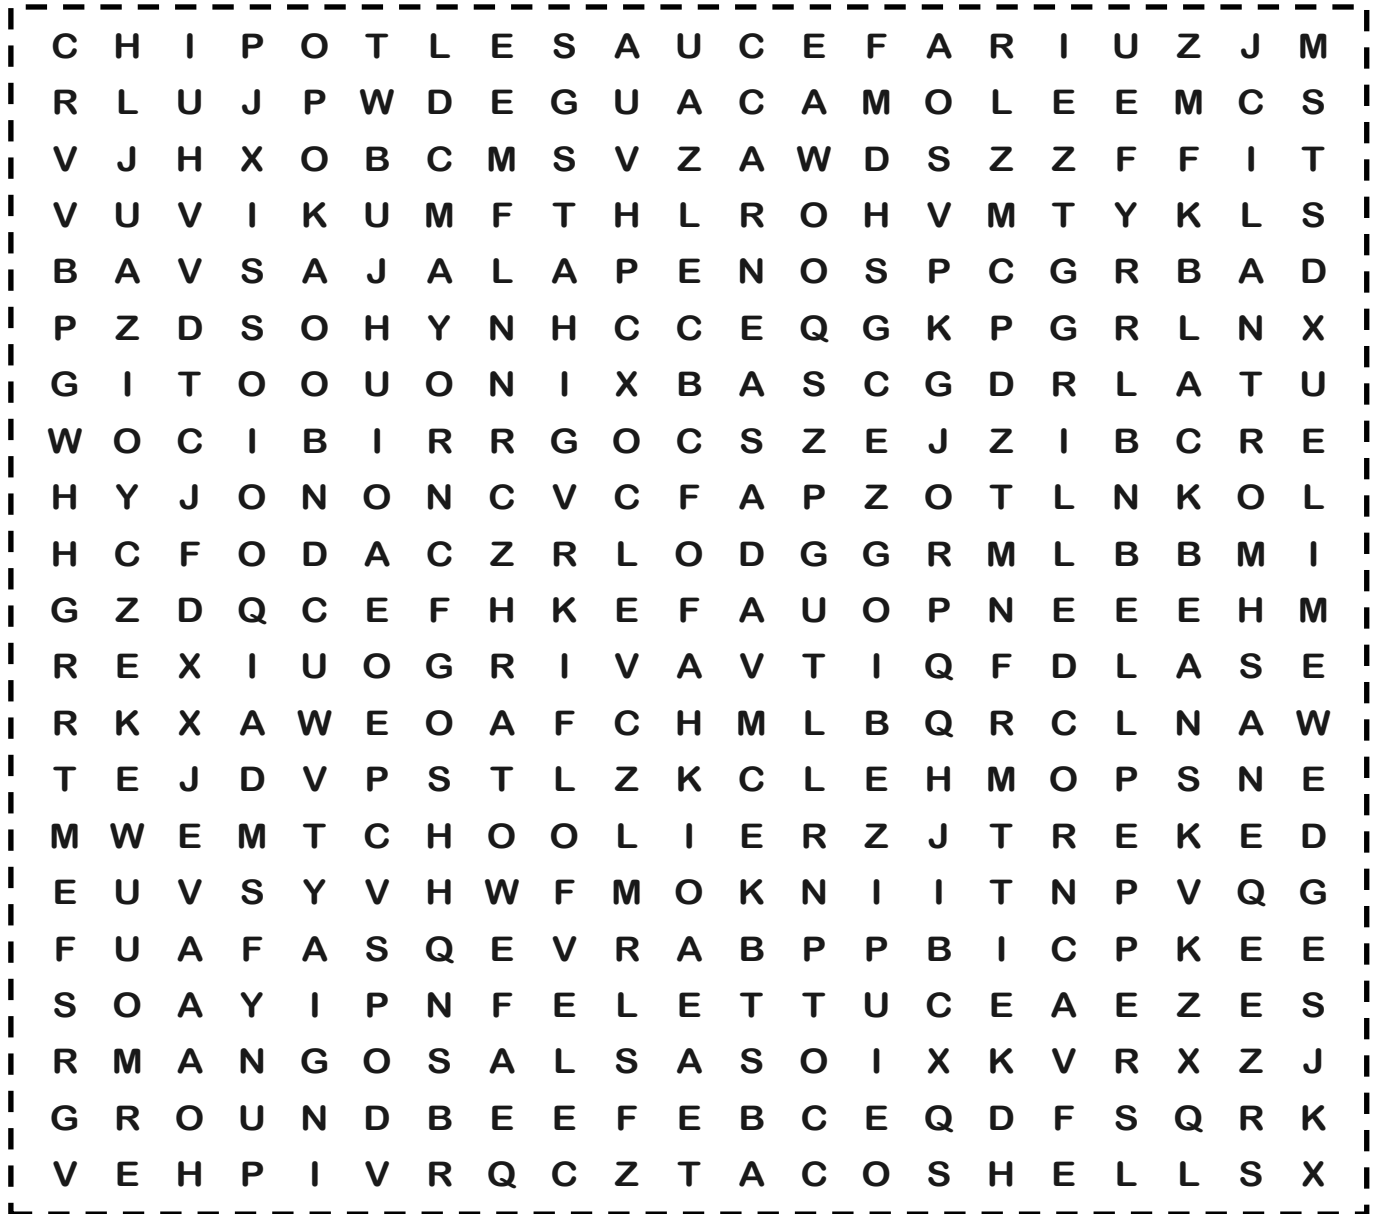 C H I P O T L E S A U C E F A R I U Z J M
R L U J P W D E G U A C A M O L E E M C S
V J H X O B C M S V Z A W D S Z Z F F I T
V U V I K U M F T H L R O H V M T Y K L S
B A V S A J A L A P E N O S P C G R B A D
P Z D S O H Y N H C C E Q G K P G R L N X
G I T O O U O N I X B A S C G D R L A T U
W O C I B I R R G O C S Z E J Z I B C R E
H Y J O N O N C V C F A P Z O T L N K O L
H C F O D A C Z R L O D G G R M L B B M I
G Z D Q C E F H K E F A U O P N E E E H M
R E X I U O G R I V A V T I Q F D L A S E
R K X A W E O A F C H M L B Q R C L N A W
T E J D V P S T L Z K C L E H M O P S N E
M W E M T C H O O L I E R Z J T R E K E D
E U V S Y V H W F M O K N I I T N P V Q G
F U A F A S Q E V R A B P P B I C P K E E
S O A Y I P N F E L E T T U C E A E Z E S
R M A N G O S A L S A S O I X K V R X Z J
G R O U N D B E E F E B C E Q D F S Q R K
V E H P I V R Q C Z T A C O S H E L L S X